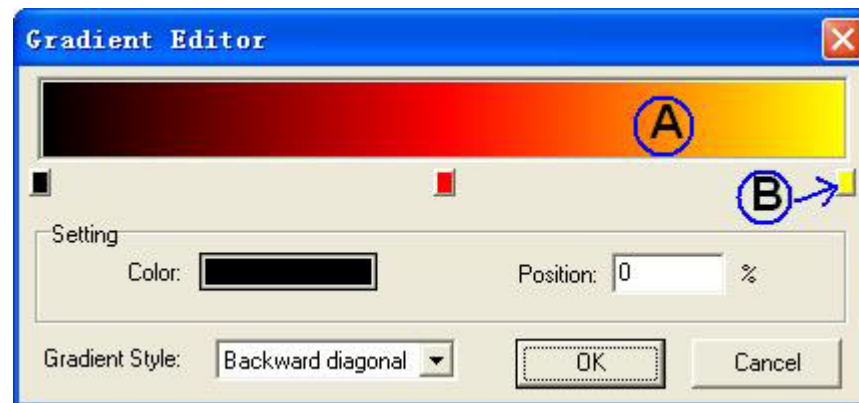 Gradient Editor
A
B
Setting
Color:
Position: 0 %
Gradient Style: Backward diagonal OK Cancel